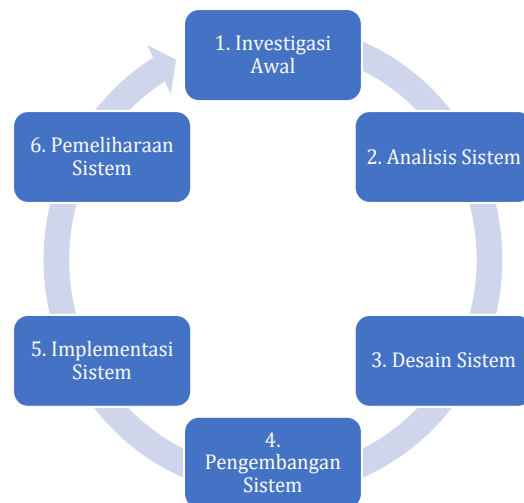 1. Investigasi
Awal
2. Analisis Sistem
3. Desain Sistem
4.
Pengembangan
Sistem
5. Implementasi
Sistem
6. Pemeliharaan
Sistem